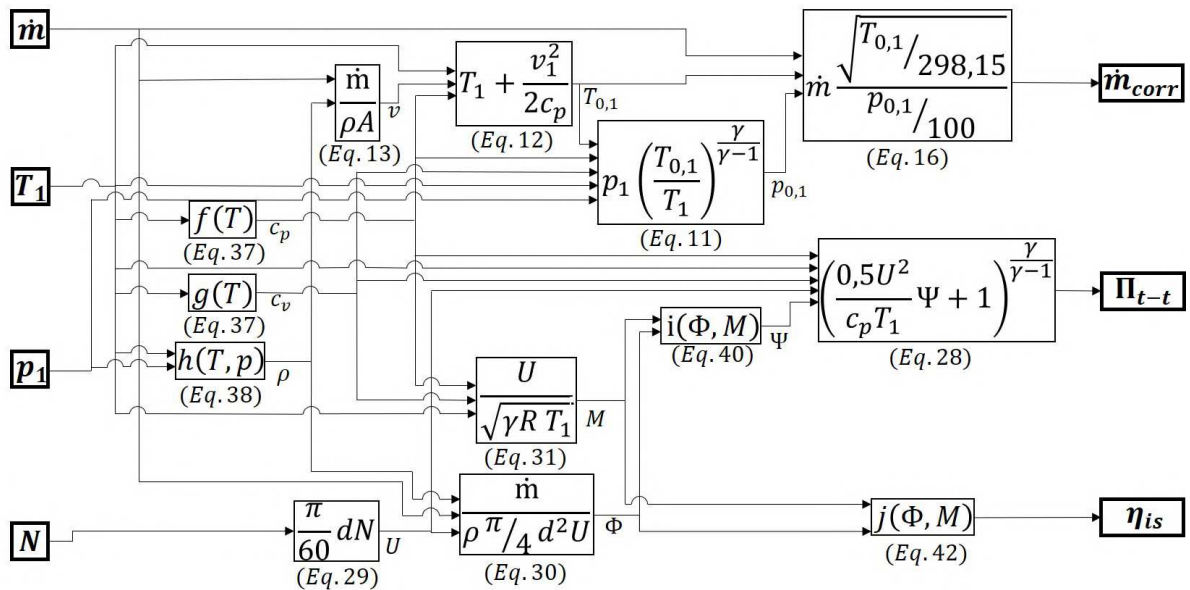 ṁ
T₁
p₁
N
f(T)
c_p
(Eq. 37)
g(T)
c_v
(Eq. 37)
h(T, p)
ρ
(Eq. 38)
π/60 dN
U
(Eq. 29)
ṁ/ρA
v
(Eq. 13)
T₁ + v₁²/2c_p
T₀,₁
(Eq. 12)
p₁ (T₀,₁/T₁)^(γ/γ−1)
p₀,₁
(Eq. 11)
U/√(γR T₁)
M
(Eq. 31)
ṁ/(ρ π/4 d²U)
Φ
(Eq. 30)
i(Φ, M)
Ψ
(Eq. 40)
ṁ √(T₀,₁/298,15) / (p₀,₁/100)
(Eq. 16)
(0,5U²/c_pT₁ Ψ + 1)^(γ/γ−1)
(Eq. 28)
j(Φ, M)
(Eq. 42)
ṁ_corr
Π_t−t
η_is